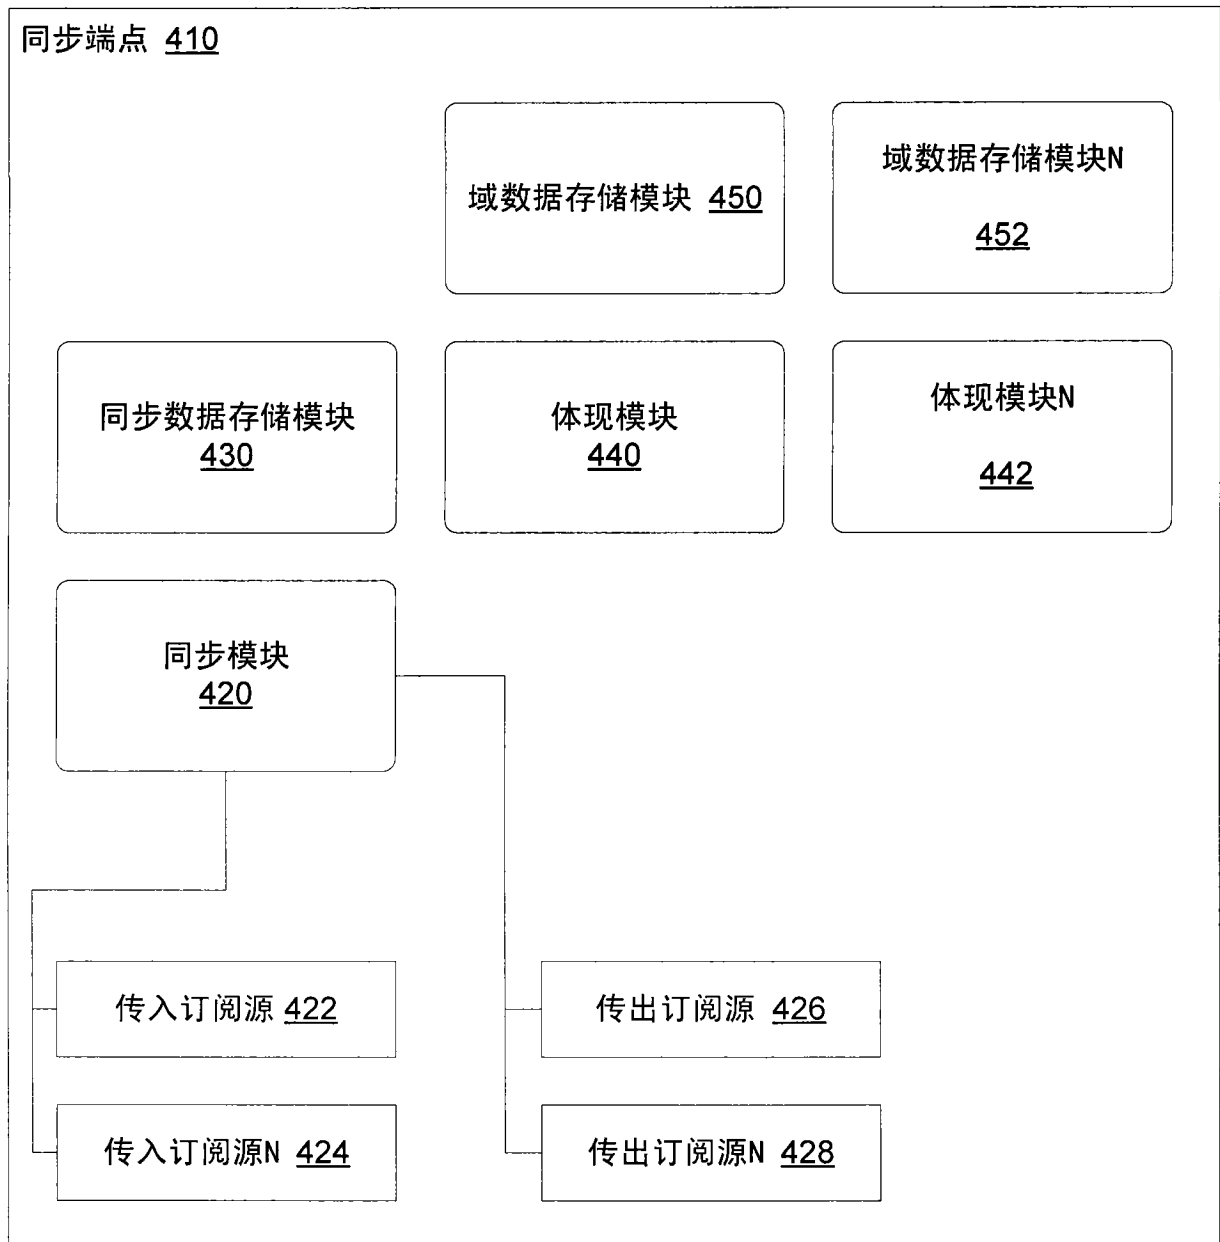 同步端点 410
域数据存储模块 450
域数据存储模块N
452
同步数据存储模块
430
体现模块
440
体现模块N
442
同步模块
420
传入订阅源 422
传出订阅源 426
传入订阅源N 424
传出订阅源N 428